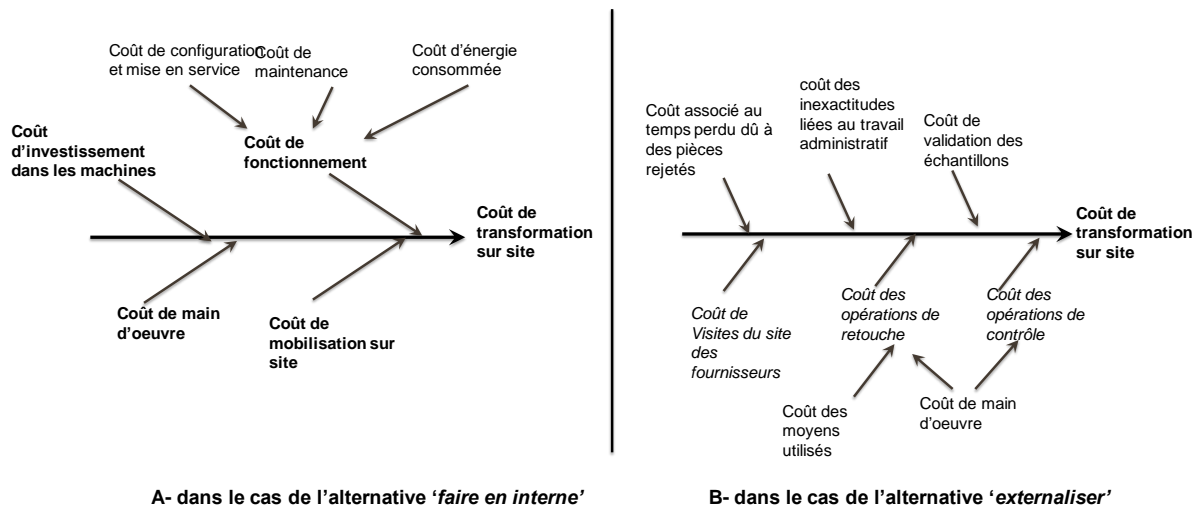 Coût de configuration
et mise en service
Coût de
maintenance
Coût d'énergie
consommée
Coût
d'investissement
dans les machines
Coût de
fonctionnement
Coût de
transformation
sur site
Coût de main
d'oeuvre
Coût de
mobilisation sur
site
A- dans le cas de l'alternative 'faire en interne'
Coût associé au
temps perdu dû à
des pièces
rejetés
coût des
inexactitudes
liées au travail
administratif
Coût de
validation des
échantillons
Coût de
transformation
sur site
Coût de
Visites du site
des
fournisseurs
Coût des
opérations de
retouche
Coût des
opérations de
contrôle
Coût des
moyens
utilisés
Coût de main
d'oeuvre
B- dans le cas de l'alternative 'externaliser'